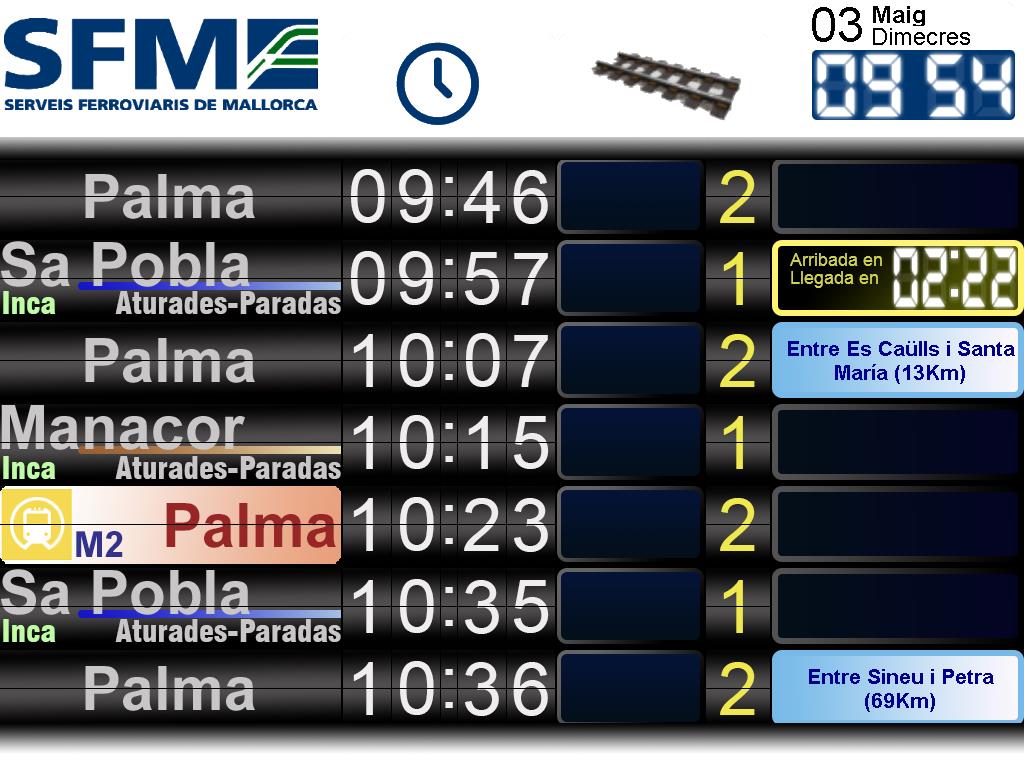 SFM
SERVEIS FERROVIARIS DE MALLORCA
03 Maig
Dimecres
09 54
Palma 09:46 2
Sa Pobla 09:57 1 Arribada en
Llegada en 02:22
Inca Aturades-Paradas
Palma 10:07 2 Entre Es Caülls i Santa
María (13Km)
Manacor 10:15 1
Inca Aturades-Paradas
M2 Palma 10:23 2
Sa Pobla 10:35 1
Inca Aturades-Paradas
Palma 10:36 2 Entre Sineu i Petra
(69Km)